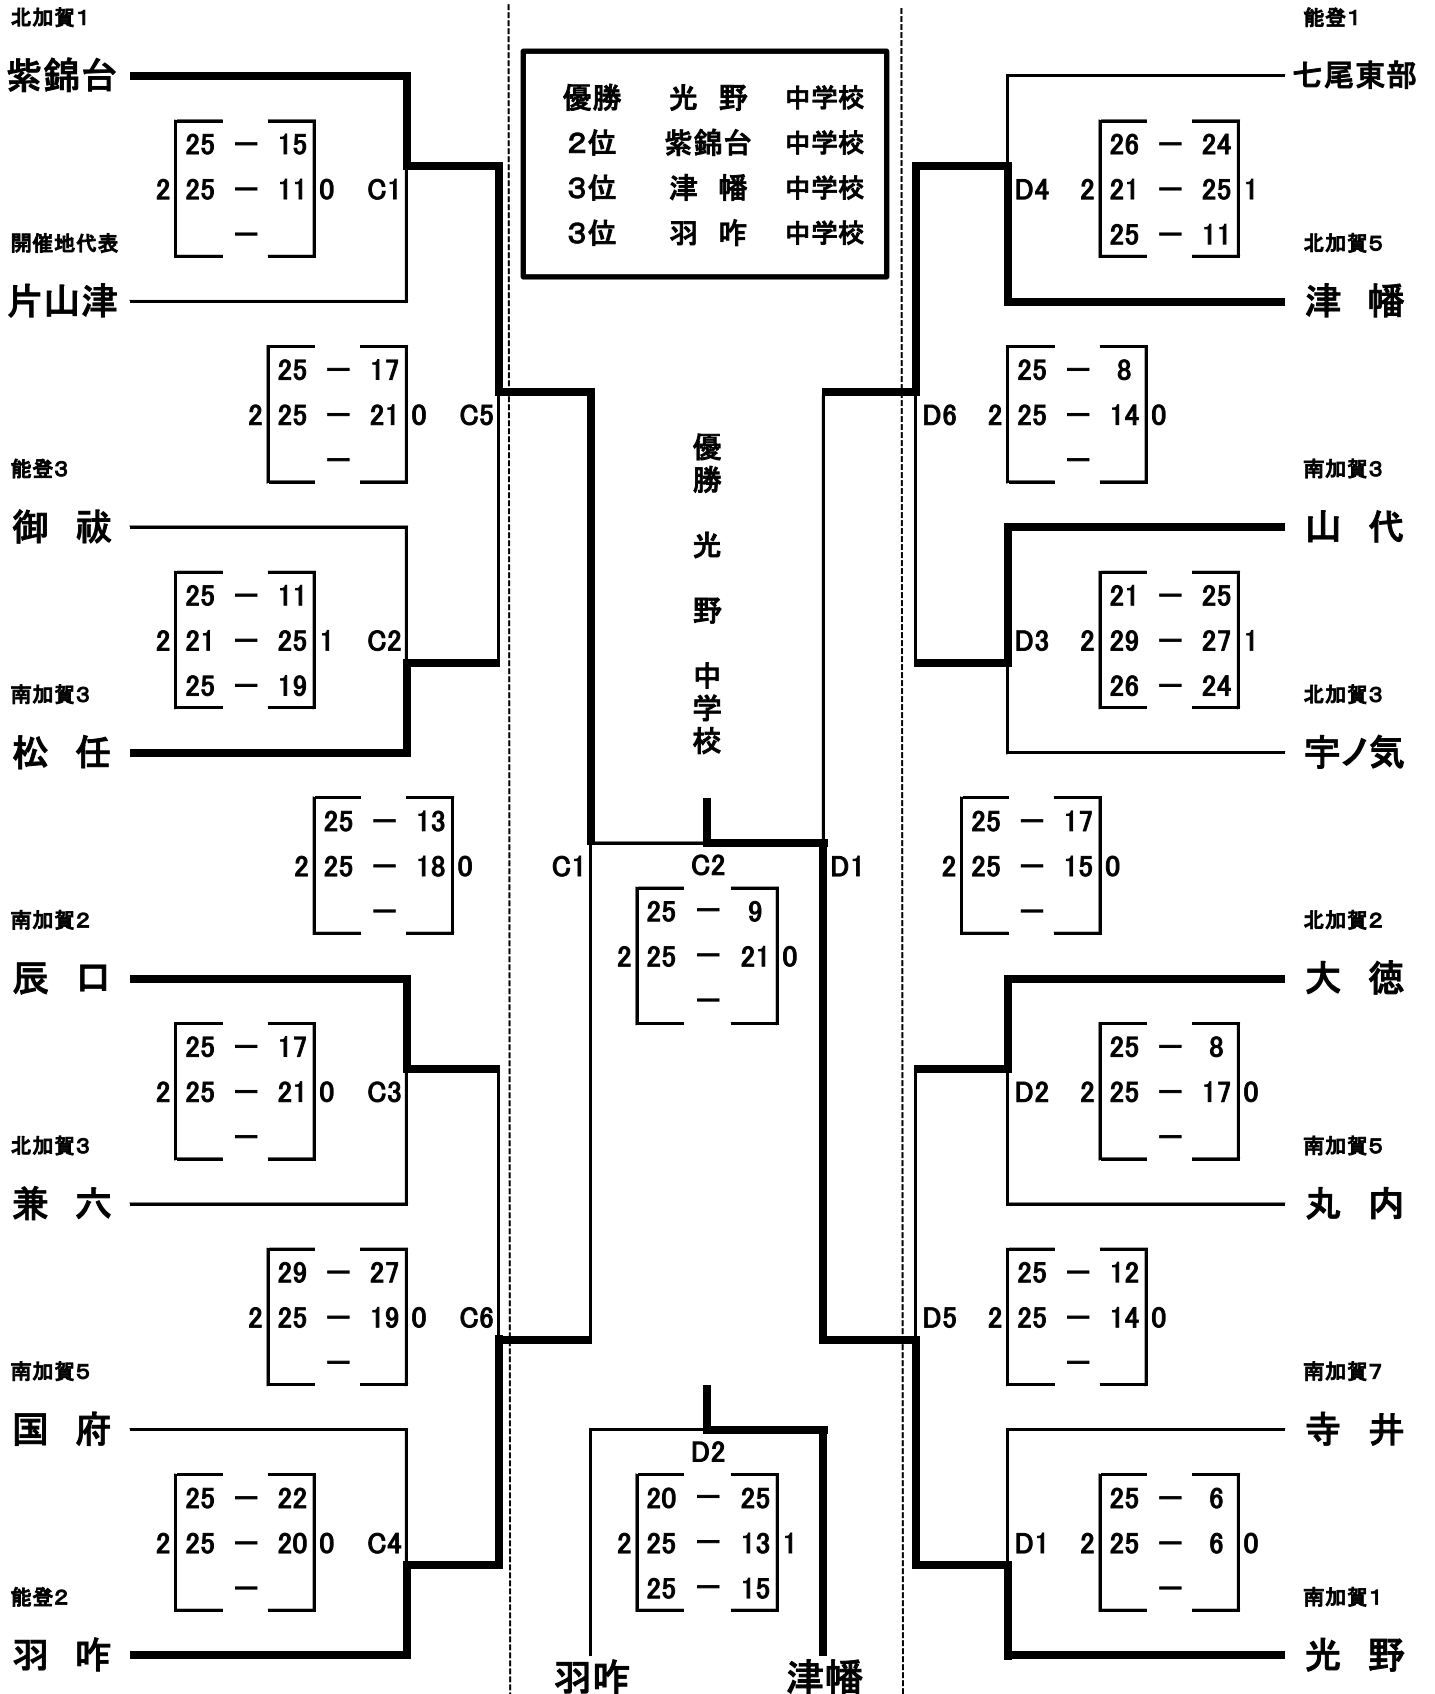 北加賀1
紫錦台
25 － 15
2 25 － 11 0 C1
－
開催地代表
片山津
25 － 17
2 25 － 21 0 C5
－
能登3
御 祓
25 － 11
2 21 － 25 1 C2
25 － 19
南加賀3
松 任
25 － 13
2 25 － 18 0 C1
－
南加賀2
辰 口
25 － 17
2 25 － 21 0 C3
－
北加賀3
兼 六
29 － 27
2 25 － 19 0 C6
－
南加賀5
国 府
25 － 22
2 25 － 20 0 C4
－
能登2
羽 咋
優勝 光 野 中学校
2位 紫錦台 中学校
3位 津 幡 中学校
3位 羽 咋 中学校
優勝 光 野 中学校
C2
25 － 9
2 25 － 21 0
－
D2
20 － 25
2 25 － 13 1
25 － 15
羽咋 津幡
能登1
七尾東部
26 － 24
D4 2 21 － 25 1
25 － 11
北加賀5
津 幡
25 － 8
D6 2 25 － 14 0
－
南加賀3
山 代
21 － 25
D3 2 29 － 27 1
26 － 24
北加賀3
宇ノ気
25 － 17
D1 2 25 － 15 0
－
北加賀2
大 徳
25 － 8
D2 2 25 － 17 0
－
南加賀5
丸 内
25 － 12
D5 2 25 － 14 0
－
南加賀7
寺 井
25 － 6
D1 2 25 － 6 0
－
南加賀1
光 野